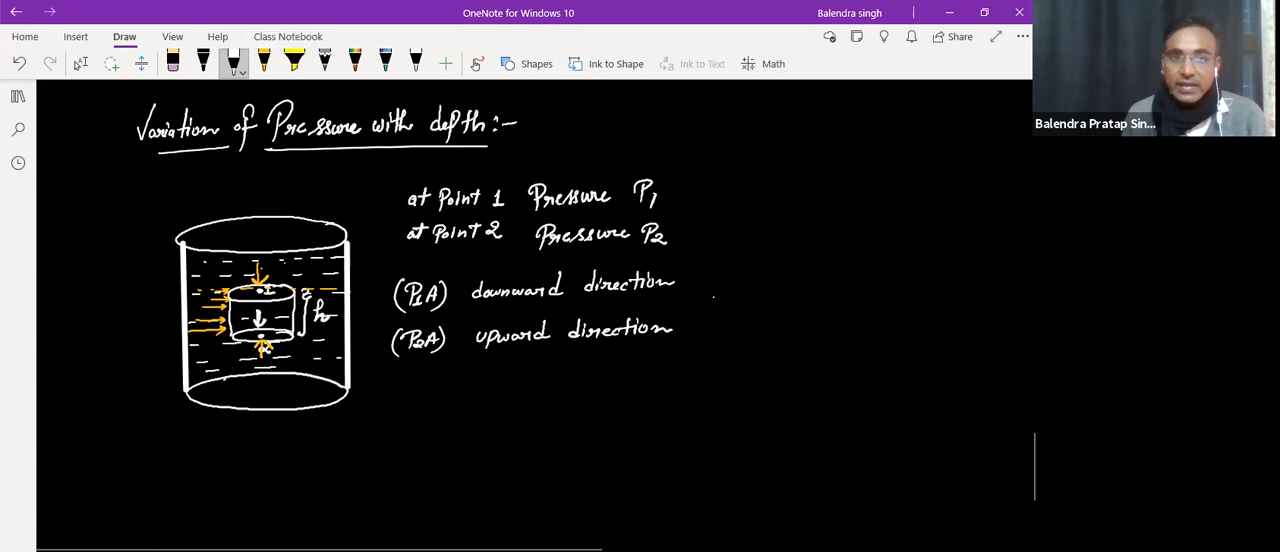 OneNote for Windows 10
Balendra singh
Home Insert Draw View Help Class Notebook
Share
Shapes Ink to Shape Ink to Text Math
Balendra Pratap Sin...
Variation of Pressure with depth:-
at Point 1 Pressure P₁
at Point 2 Pressure P₂
(P₁A) downward direction
(P₂A) upward direction
1
h
2